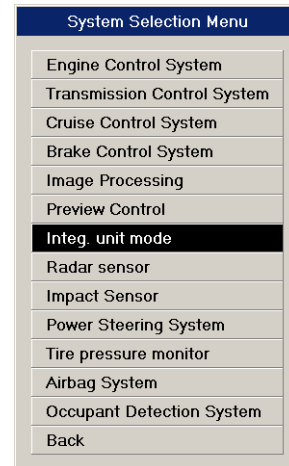 System Selection Menu
Engine Control System
Transmission Control System
Cruise Control System
Brake Control System
Image Processing
Preview Control
Integ. unit mode
Radar sensor
Impact Sensor
Power Steering System
Tire pressure monitor
Airbag System
Occupant Detection System
Back